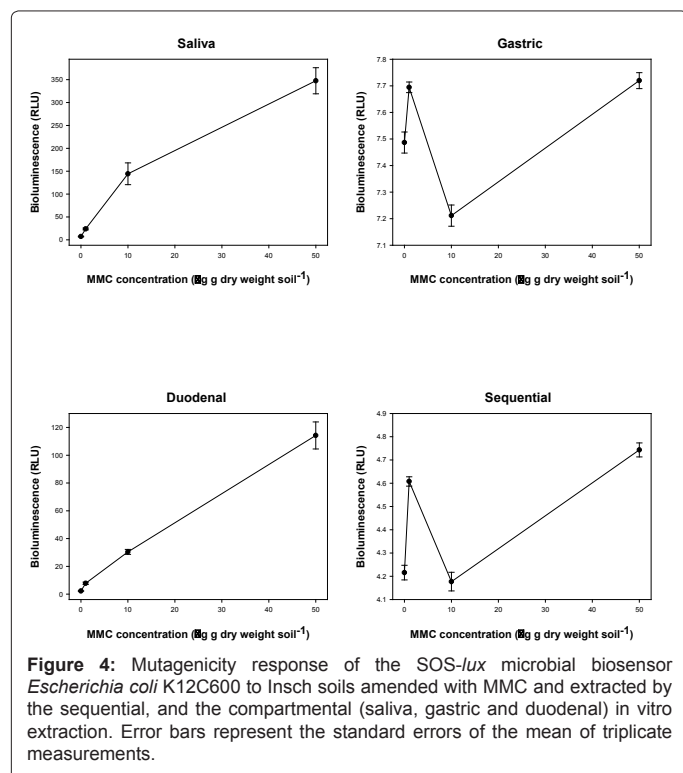 Saliva
Bioluminescence (RLU)
350
300
250
200
150
100
50
0
0 10 20 30 40 50
MMC concentration (g g dry weight soil-1)
Gastric
Bioluminescence (RLU)
7.8
7.7
7.6
7.5
7.4
7.3
7.2
7.1
0 10 20 30 40 50
MMC concentration (g g dry weight soil-1)
Duodenal
Bioluminescence (RLU)
120
100
80
60
40
20
0
0 10 20 30 40 50
MMC concentration (g g dry weight soil-1)
Sequential
Bioluminescence (RLU)
4.9
4.8
4.7
4.6
4.3
4.2
4.1
0 10 20 30 40 50
MMC concentration (g g dry weight soil-1)
Figure 4: Mutagenicity response of the SOS-lux microbial biosensor
Escherichia coli K12C600 to Insch soils amended with MMC and extracted by
the sequential, and the compartmental (saliva, gastric and duodenal) in vitro
extraction. Error bars represent the standard errors of the mean of triplicate
measurements.